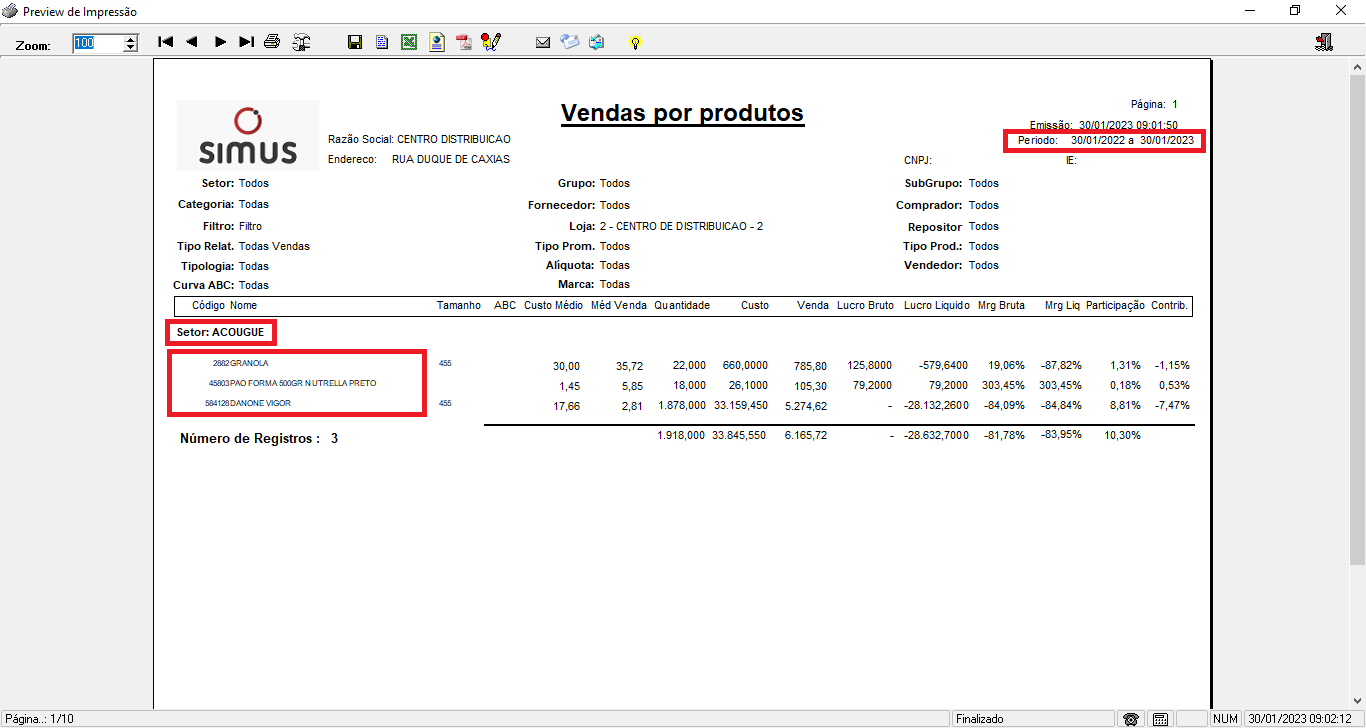 Preview de Impressão
Zoom: 100
Vendas por produtos
Página: 1
Emissão: 30/01/2023 09:01:50
SIMUS
Razão Social: CENTRO DISTRIBUICAO
Periodo: 30/01/2022 a 30/01/2023
Endereco: RUA DUQUE DE CAXIAS
CNPJ: IE:
Setor: Todos Grupo: Todos SubGrupo: Todos
Categoria: Todas Fornecedor: Todos Comprador: Todos
Filtro: Filtro Loja: 2 - CENTRO DE DISTRIBUICAO - 2 Repositor Todos
Tipo Relat. Todas Vendas Tipo Prom. Todos Tipo Prod.: Todos
Tipologia: Todas Alíquota: Todas Vendedor: Todos
Curva ABC: Todas Marca: Todas
Código Nome Tamanho ABC Custo Médio Méd Venda Quantidade Custo Venda Lucro Bruto Lucro Liquido Mrg Bruta Mrg Liq Participação Contrib.
Setor: ACOUGUE
2882 GRANOLA 455 30,00 35,72 22,000 660,0000 785,80 125,8000 -579,6400 19,06% -87,82% 1,31% -1,15%
45803 PAO FORMA 500GR NUTRELLA PRETO 1,45 5,85 18,000 26,1000 105,30 79,2000 79,2000 303,45% 303,45% 0,18% 0,53%
584128 DANONE VIGOR 455 17,66 2,81 1.878,000 33.159,450 5.274,62 - -28.132,2600 -84,09% -84,84% 8,81% -7,47%
Número de Registros : 3 1.918,000 33.845,550 6.165,72 - -28.632,7000 -81,78% -83,95% 10,30%
Página..: 1/10 Finalizado NUM 30/01/2023 09:02:12